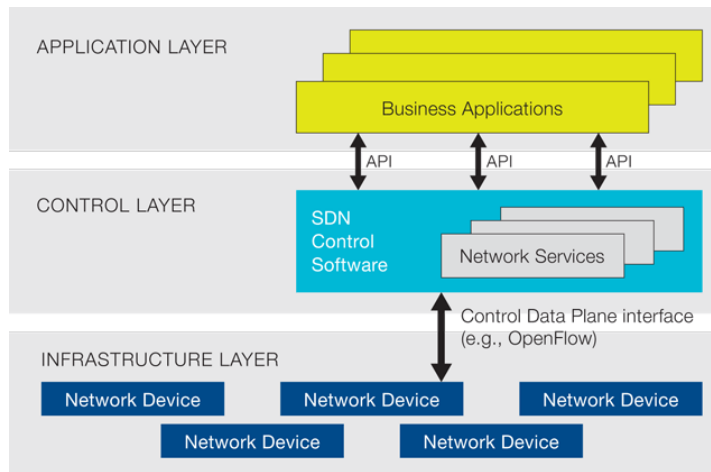 APPLICATION LAYER
Business Applications
API
API
API
CONTROL LAYER
SDN
Control
Software
Network Services
Control Data Plane interface
(e.g., OpenFlow)
INFRASTRUCTURE LAYER
Network Device
Network Device
Network Device
Network Device
Network Device